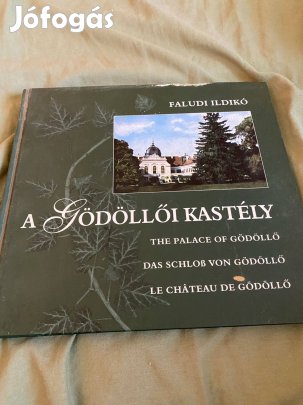 Jófogás
FALUDI ILDIKÓ
A GÖDÖLLŐI KASTÉLY
THE PALACE OF GÖDÖLLŐ
DAS SCHLOß VON GÖDÖLLŐ
LE CHÂTEAU DE GÖDÖLLŐ